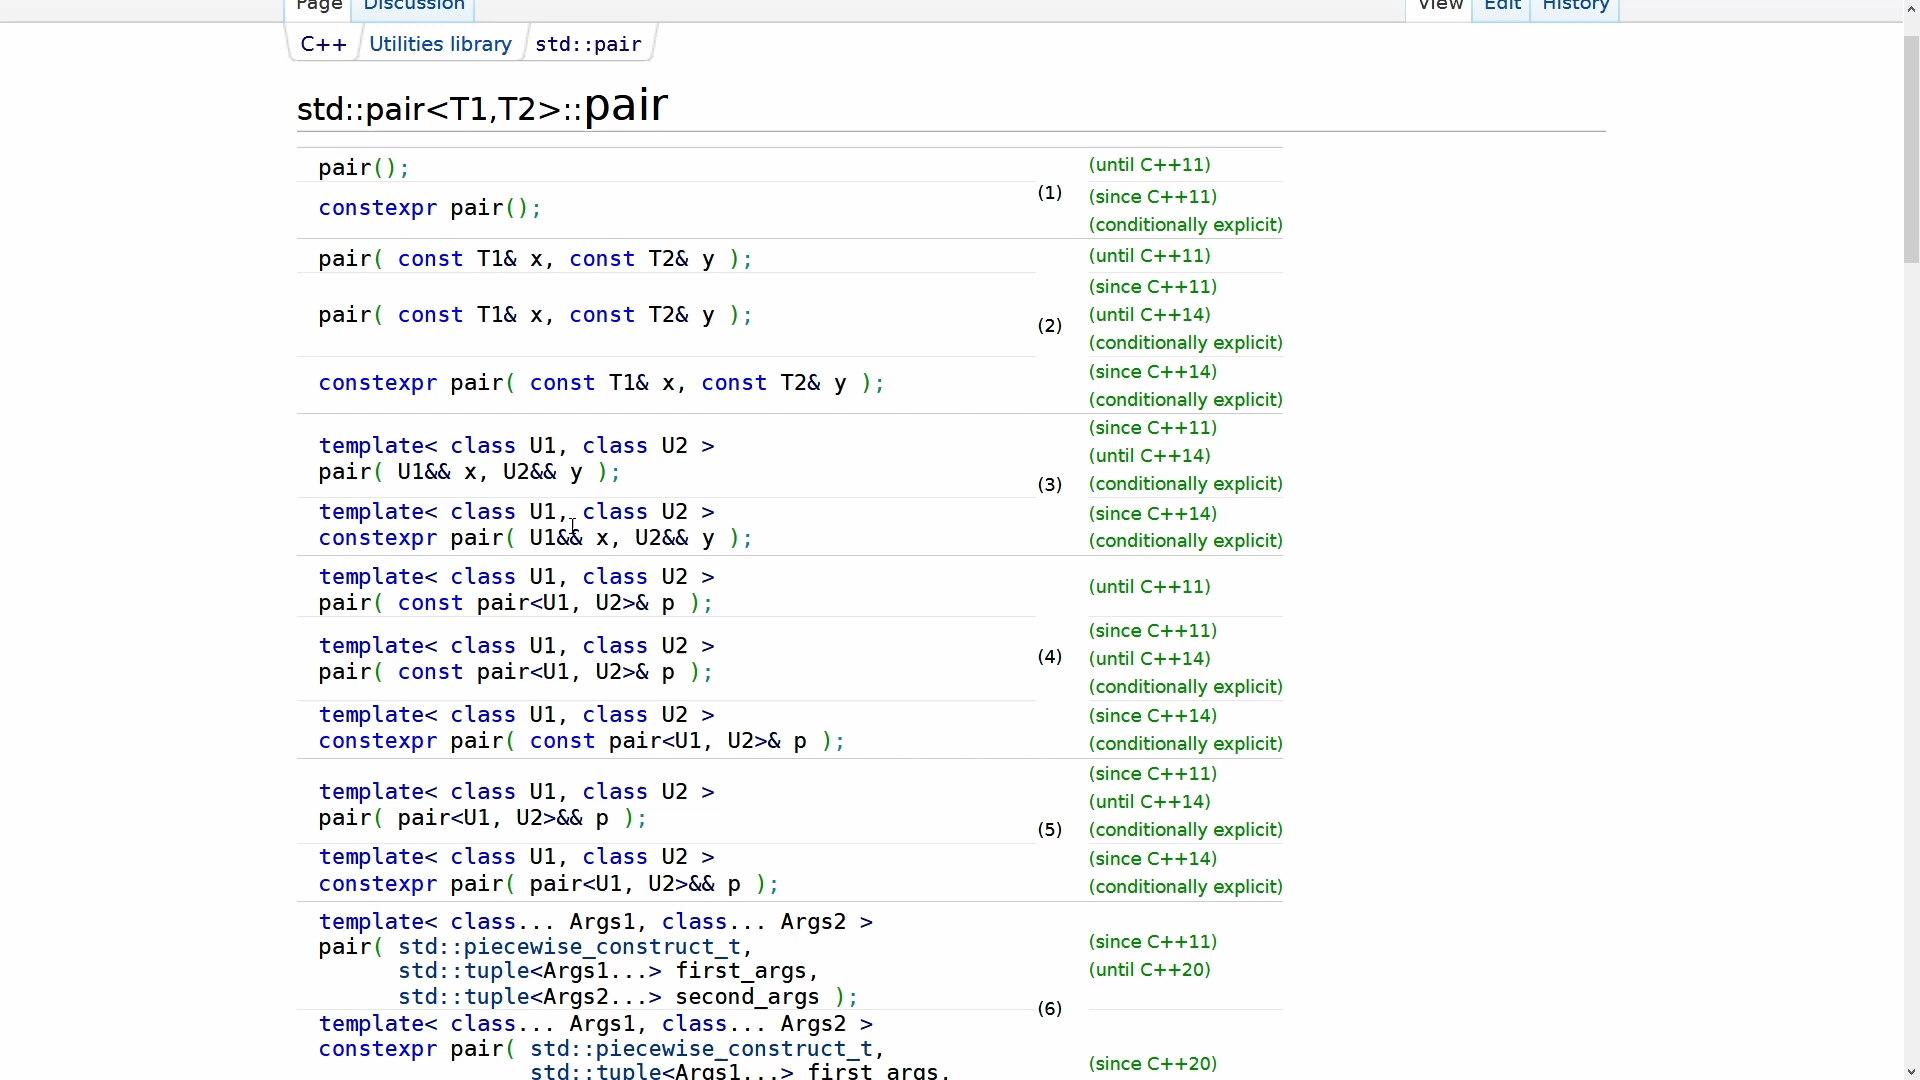 Page Discussion View Edit History
C++ Utilities library std::pair
std::pair<T1,T2>::pair
pair(); (until C++11)
(1)
constexpr pair(); (since C++11)
(conditionally explicit)
pair( const T1& x, const T2& y ); (until C++11)
(2)
pair( const T1& x, const T2& y ); (since C++11)
(until C++14)
(conditionally explicit)
constexpr pair( const T1& x, const T2& y ); (since C++14)
(conditionally explicit)
template< class U1, class U2 >
pair( U1&& x, U2&& y ); (since C++11)
(until C++14)
(conditionally explicit)
(3)
template< class U1, class U2 >
constexpr pair( U1&& x, U2&& y ); (since C++14)
(conditionally explicit)
template< class U1, class U2 >
pair( const pair<U1, U2>& p ); (until C++11)
template< class U1, class U2 >
pair( const pair<U1, U2>& p ); (since C++11)
(until C++14)
(conditionally explicit)
(4)
template< class U1, class U2 >
constexpr pair( const pair<U1, U2>& p ); (since C++14)
(conditionally explicit)
template< class U1, class U2 >
pair( pair<U1, U2>&& p ); (since C++11)
(until C++14)
(conditionally explicit)
(5)
template< class U1, class U2 >
constexpr pair( pair<U1, U2>&& p ); (since C++14)
(conditionally explicit)
template< class... Args1, class... Args2 >
pair( std::piecewise_construct_t,
std::tuple<Args1...> first_args,
std::tuple<Args2...> second_args ); (since C++11)
(until C++20)
(6)
template< class... Args1, class... Args2 >
constexpr pair( std::piecewise_construct_t,
std::tuple<Args1...> first_args, (since C++20)